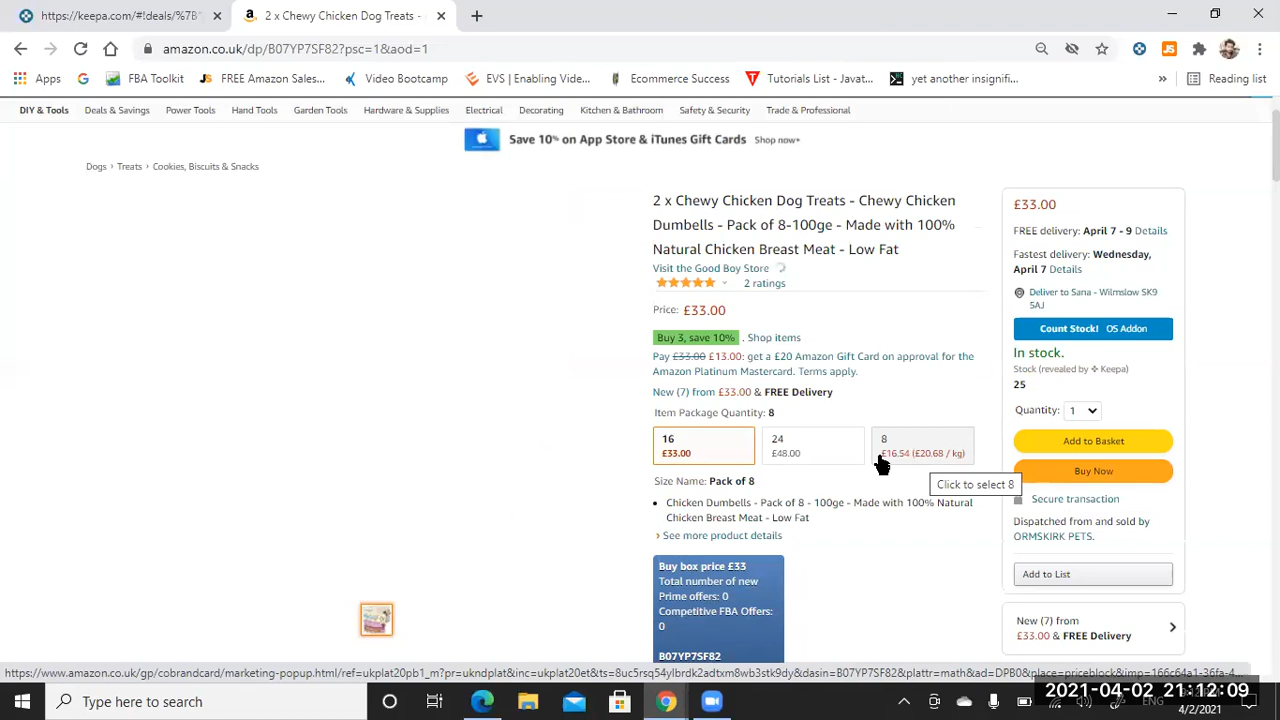 https://keepa.com/#!deals/%7B"
2 x Chewy Chicken Dog Treats -
amazon.co.uk/dp/B07YP7SF82?psc=1&aod=1
Apps
FBA Toolkit
FREE Amazon Sales...
Video Bootcamp
EVS | Enabling Vide...
Ecommerce Success
Tutorials List - Javat...
yet another insignifi...
Reading list
DIY & Tools
Deals & Savings
Power Tools
Hand Tools
Garden Tools
Hardware & Supplies
Electrical
Decorating
Kitchen & Bathroom
Safety & Security
Trade & Professional
Save 10% on App Store & iTunes Gift Cards Shop now›
Dogs › Treats › Cookies, Biscuits & Snacks
2 x Chewy Chicken Dog Treats - Chewy Chicken
Dumbells - Pack of 8-100ge - Made with 100%
Natural Chicken Breast Meat - Low Fat
Visit the Good Boy Store
2 ratings
Price: £33.00
Buy 3, save 10% . Shop items
Pay £33.00 £13.00: get a £20 Amazon Gift Card on approval for the
Amazon Platinum Mastercard. Terms apply.
New (7) from £33.00 & FREE Delivery
Item Package Quantity: 8
16
£33.00
24
£48.00
8
£16.54 (£20.68 / kg)
Click to select 8
Size Name: Pack of 8
Chicken Dumbells - Pack of 8 - 100ge - Made with 100% Natural
Chicken Breast Meat - Low Fat
› See more product details
Buy box price £33
Total number of new
Prime offers: 0
Competitive FBA Offers:
0
B07YP7SF82
£33.00
FREE delivery: April 7 - 9 Details
Fastest delivery: Wednesday,
April 7 Details
Deliver to Sana - Wilmslow SK9
5AJ
Count Stock! OS Addon
In stock.
Stock (revealed by Keepa)
25
Quantity: 1
Add to Basket
Buy Now
Secure transaction
Dispatched from and sold by
ORMSKIRK PETS.
Add to List
New (7) from
£33.00 & FREE Delivery
Type here to search
ENG
2021-04-02 21:12:09
4/2/2021